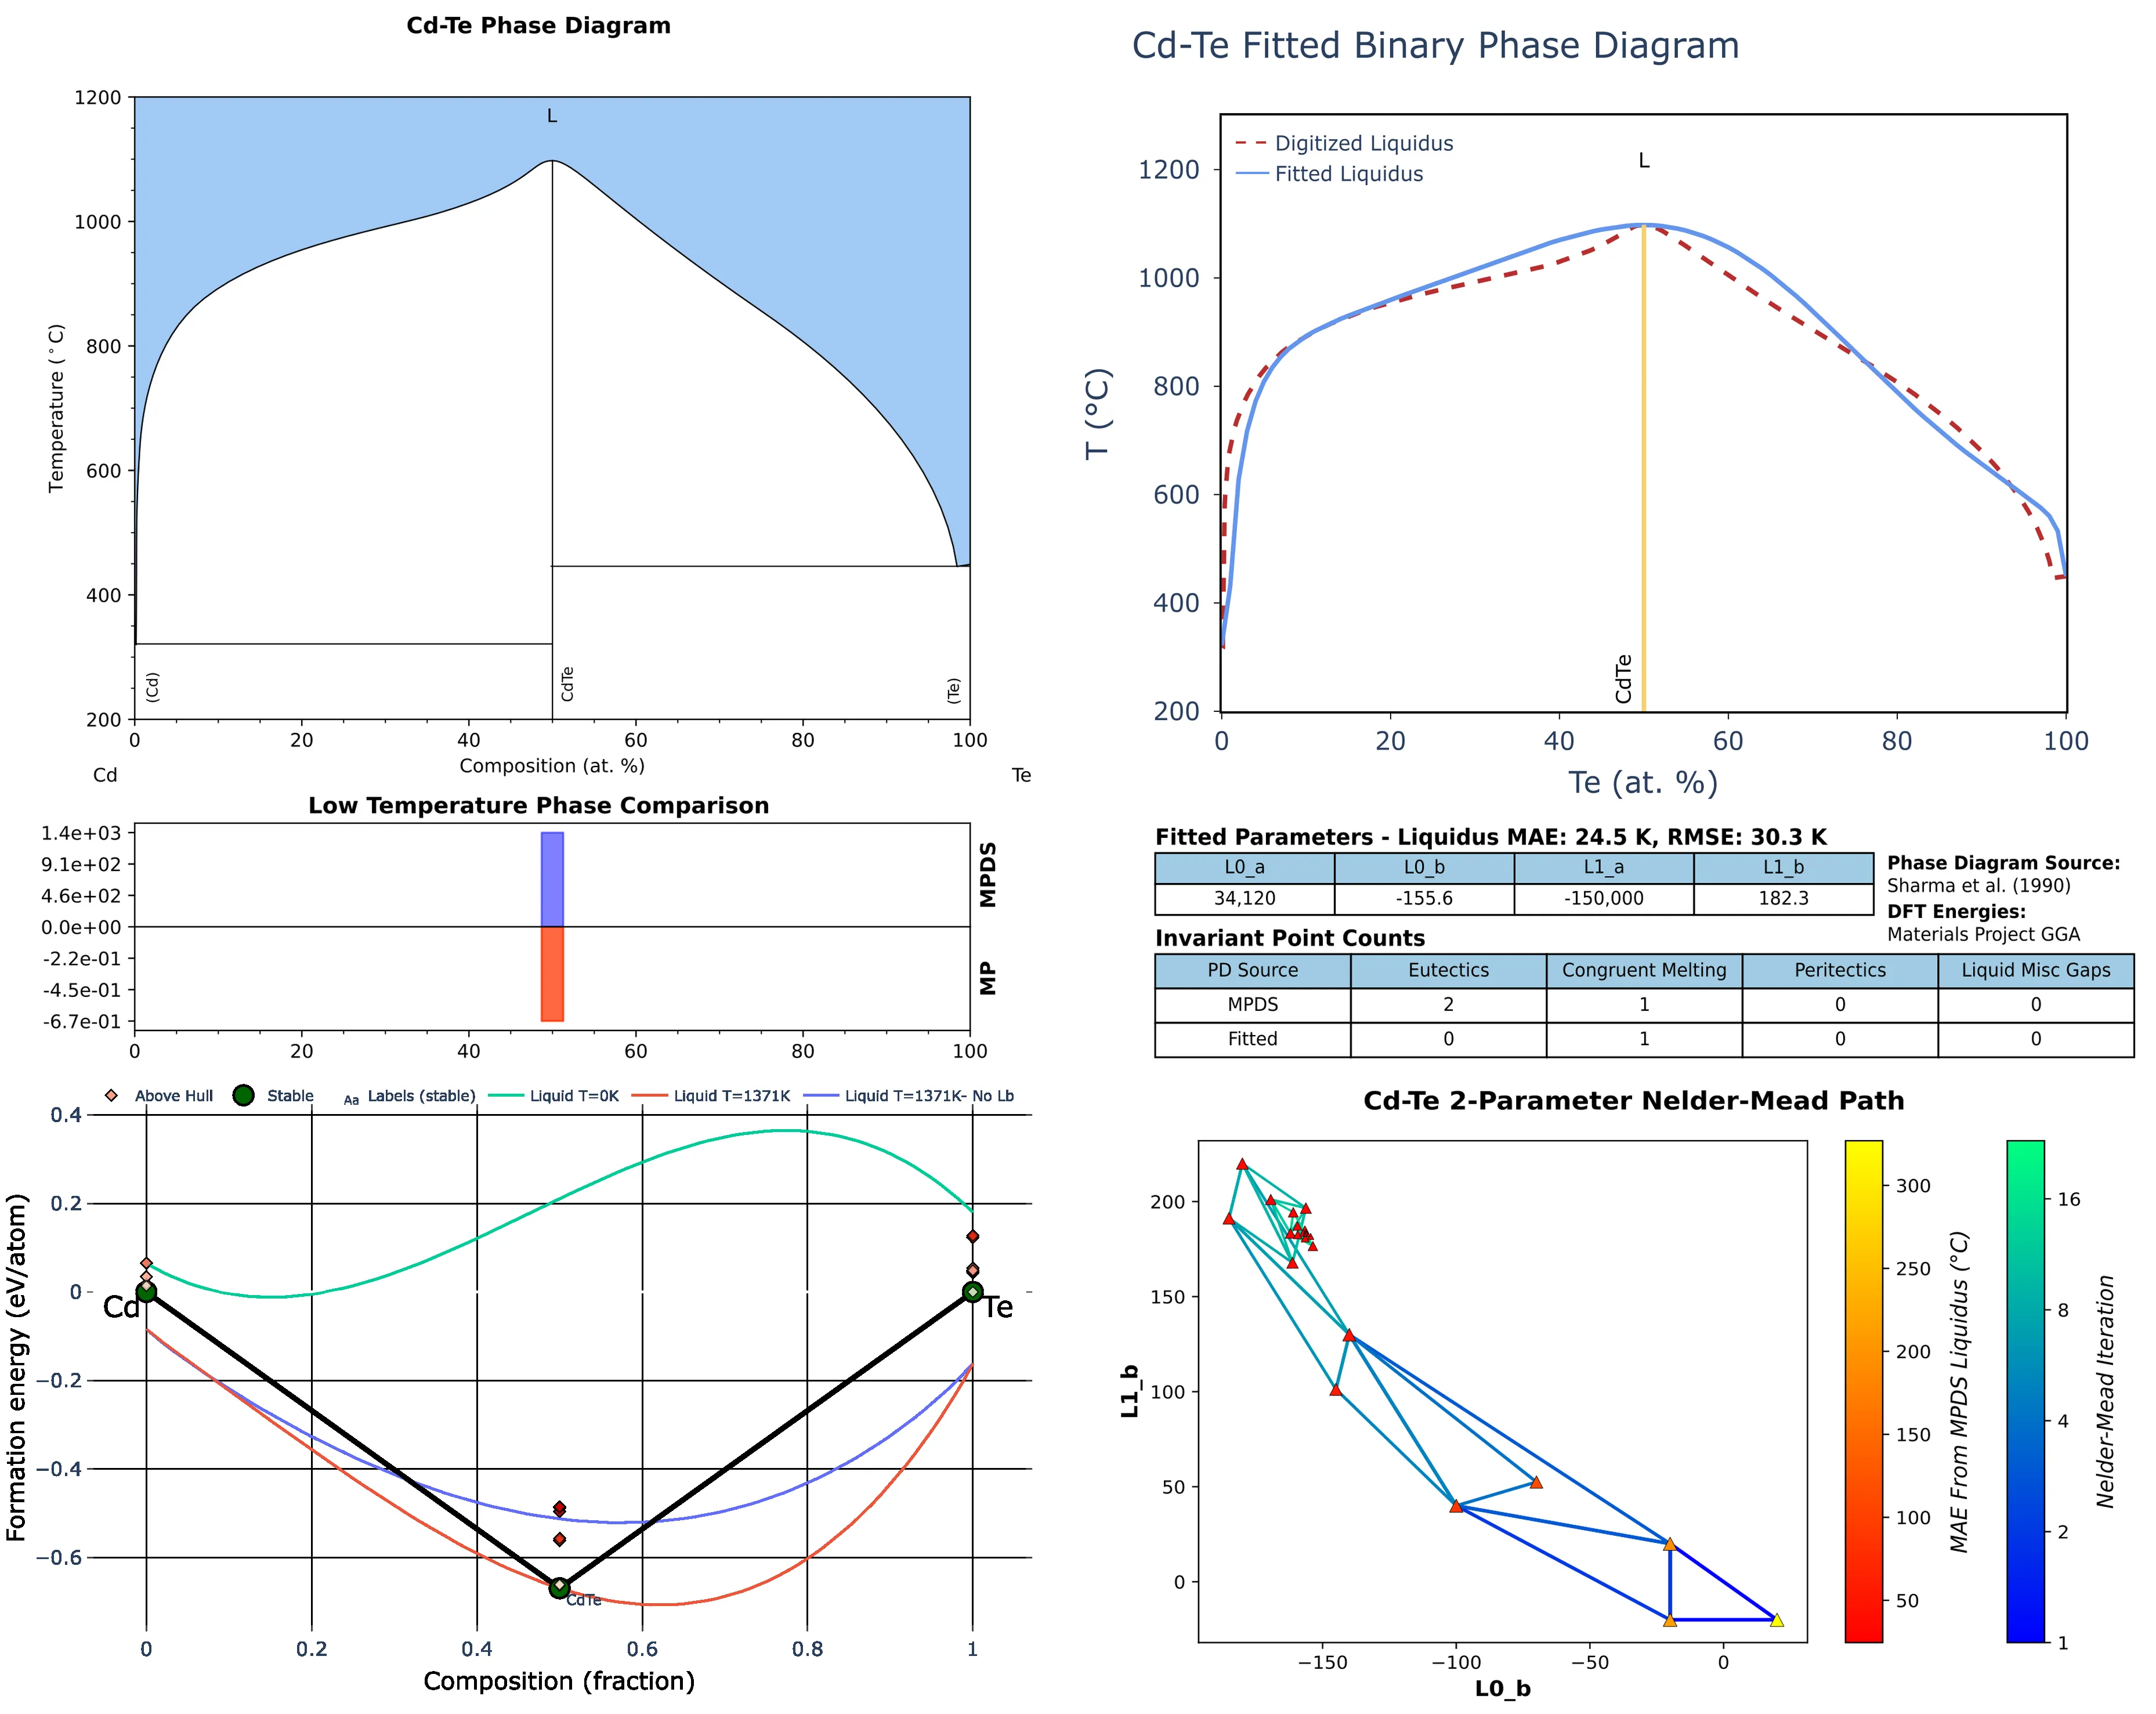 Cd-Te Phase Diagram
1200
1000
800
600
400
200
Temperature (°C)
L
(Cd)
CdTe
(Te)
0 20 40 60 80 100
Composition (at. %)
Cd Te
Cd-Te Fitted Binary Phase Diagram
Digitized Liquidus
Fitted Liquidus
L
1200
1000
800
600
400
200
T (°C)
CdTe
0 20 40 60 80 100
Te (at. %)
Low Temperature Phase Comparison
1.4e+03
9.1e+02
4.6e+02
0.0e+00
-2.2e-01
-4.5e-01
-6.7e-01
MPDS
MP
0 20 40 60 80 100
Fitted Parameters - Liquidus MAE: 24.5 K, RMSE: 30.3 K
L0_a L0_b L1_a L1_b
34,120 -155.6 -150,000 182.3
Phase Diagram Source:
Sharma et al. (1990)
DFT Energies:
Materials Project GGA
Invariant Point Counts
PD Source Eutectics Congruent Melting Peritectics Liquid Misc Gaps
MPDS 2 1 0 0
Fitted 0 1 0 0
Above Hull Stable Aa Labels (stable) Liquid T=0K Liquid T=1371K Liquid T=1371K- No Lb
0.4
0.2
0
−0.2
−0.4
−0.6
Formation energy (eV/atom)
Cd
Te
CdTe
0 0.2 0.4 0.6 0.8 1
Composition (fraction)
Cd-Te 2-Parameter Nelder-Mead Path
200
150
100
50
0
L1_b
−150 −100 −50 0
L0_b
300
250
200
150
100
50
MAE From MPDS Liquidus (°C)
16
8
4
2
1
Nelder-Mead Iteration